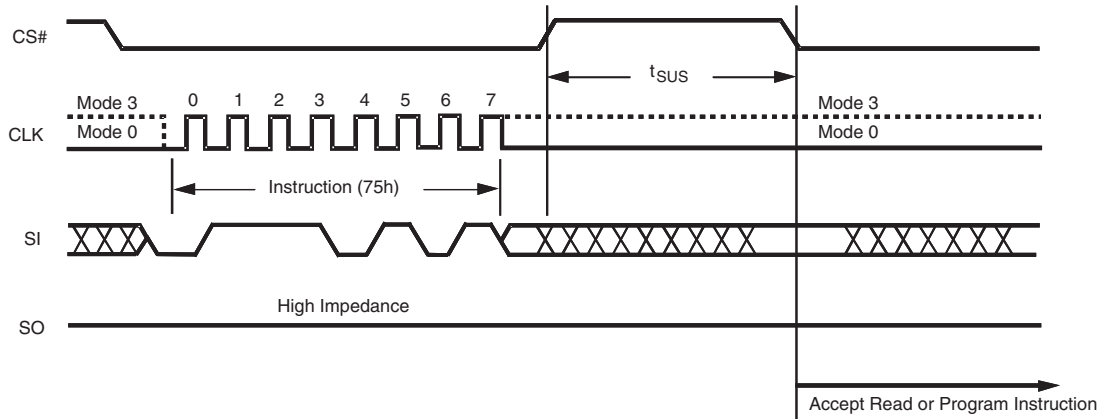 CS#
tSUS
Mode 3
0 1 2 3 4 5 6 7
Mode 3
CLK
Mode 0
Mode 0
Instruction (75h)
SI
High Impedance
SO
Accept Read or Program Instruction